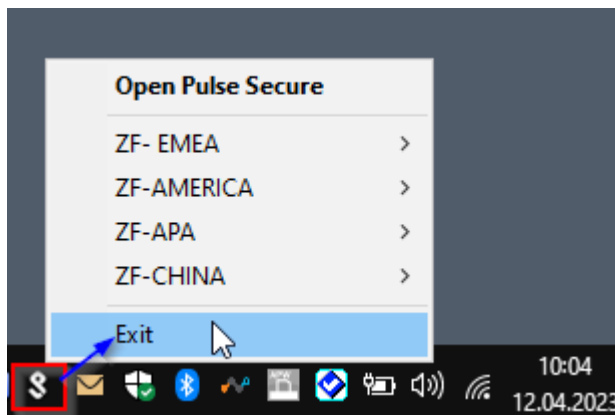 Open Pulse Secure
ZF- EMEA
ZF-AMERICA
ZF-APA
ZF-CHINA
Exit
10:04
12.04.2023